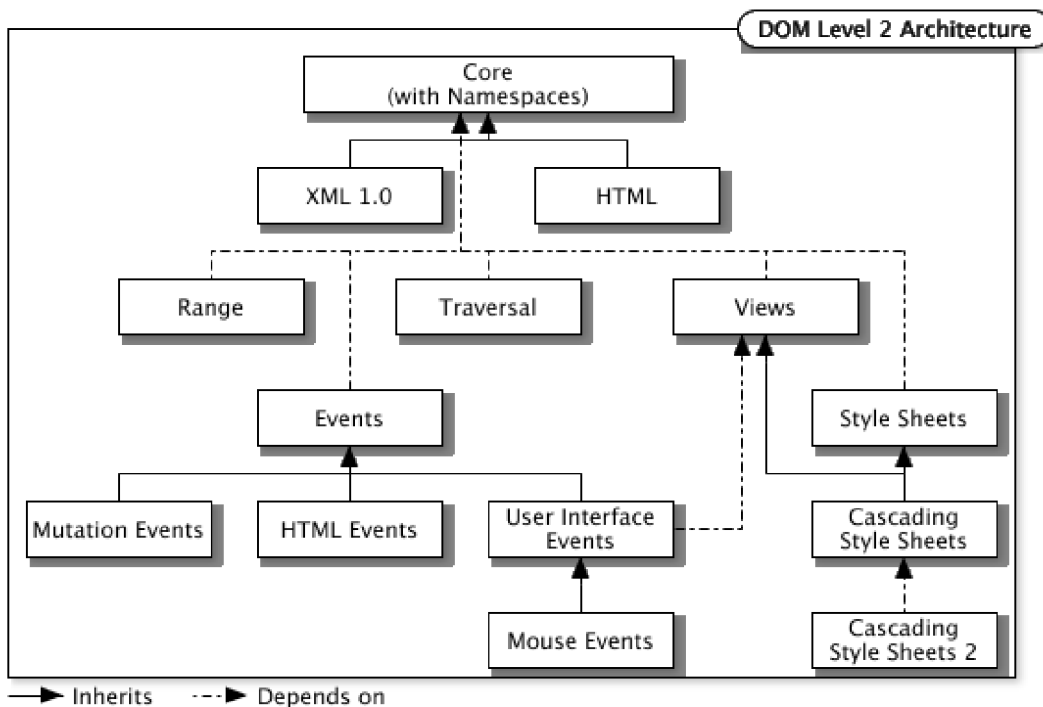 DOM Level 2 Architecture
Core
(with Namespaces)
XML 1.0
HTML
Range
Traversal
Views
Events
Style Sheets
Mutation Events
HTML Events
User Interface
Events
Cascading
Style Sheets
Mouse Events
Cascading
Style Sheets 2
Inherits
Depends on